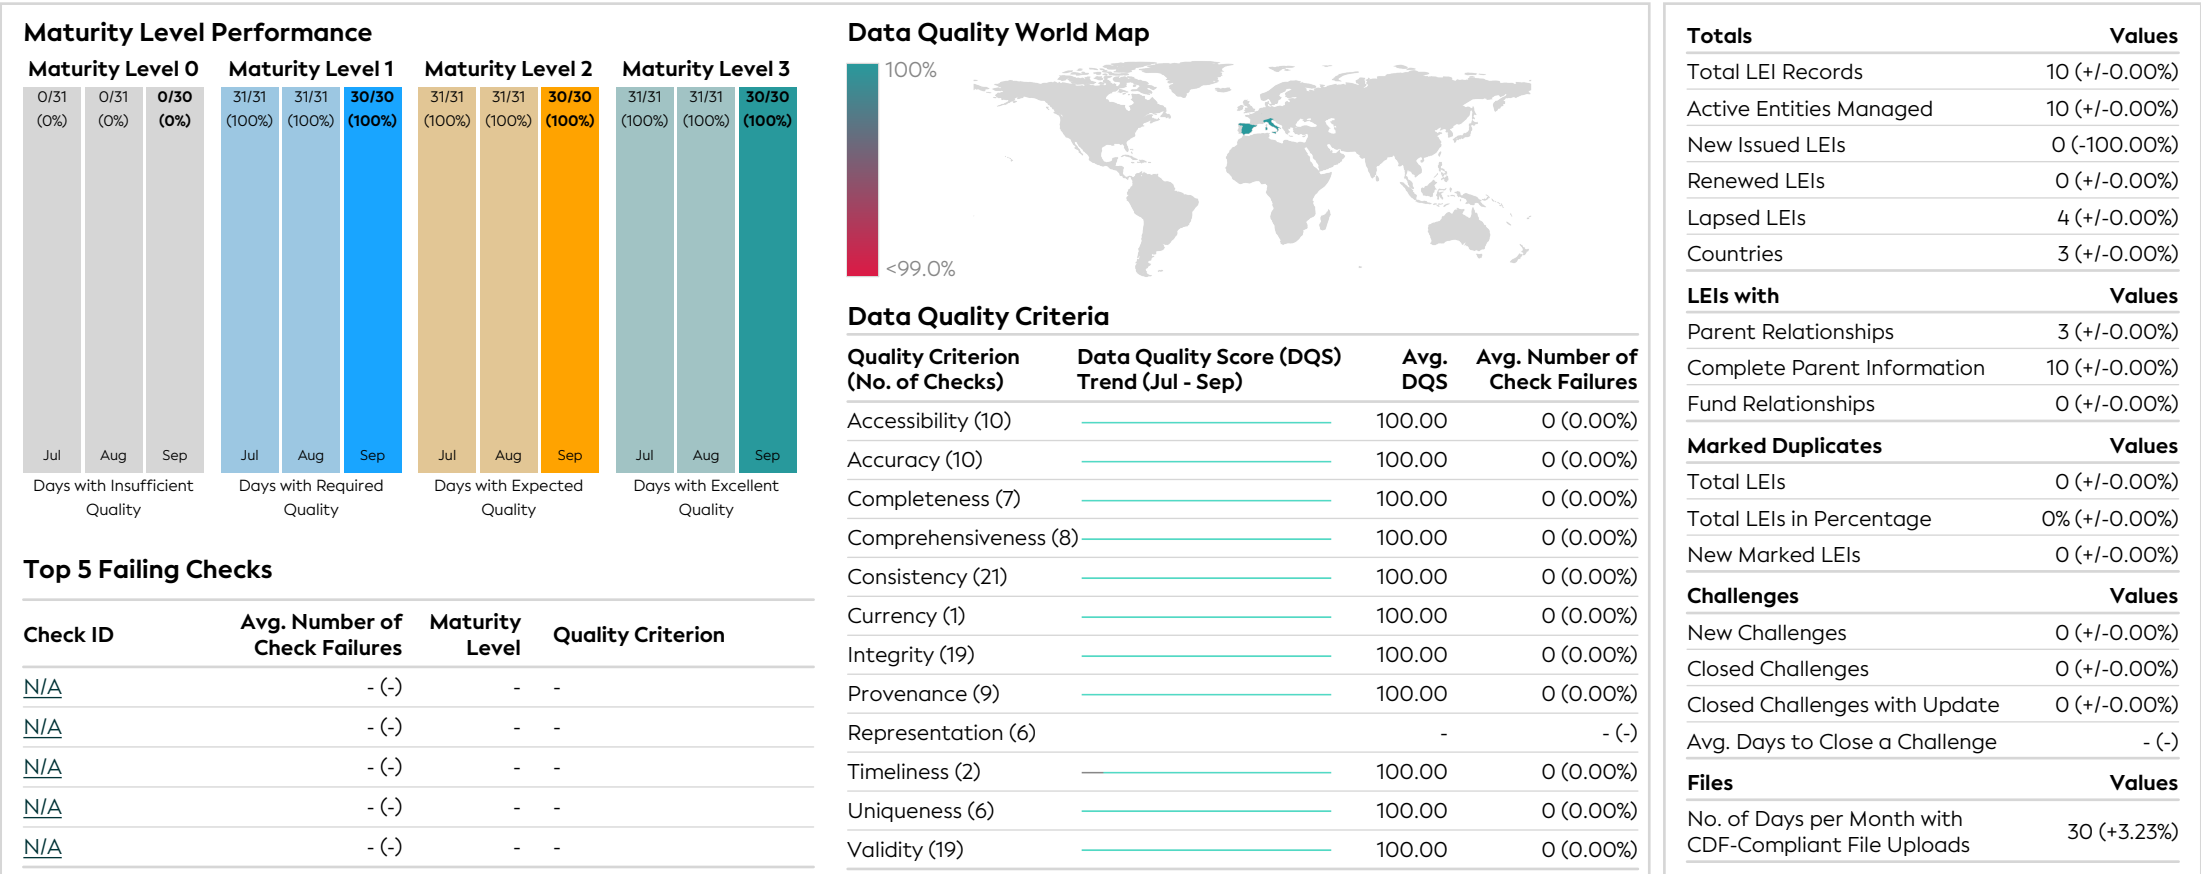 Maturity Level Performance
Maturity Level 0 Maturity Level 1 Maturity Level 2 Maturity Level 3
0/31 0/31 0/30 31/31 31/31 30/30 31/31 31/31 30/30 31/31 31/31 30/30
(0%) (0%) (0%) (100%) (100%) (100%) (100%) (100%) (100%) (100%) (100%) (100%)
Jul Aug Sep Jul Aug Sep Jul Aug Sep Jul Aug Sep
Days with Insufficient Days with Required Days with Expected Days with Excellent
Quality Quality Quality Quality
Top 5 Failing Checks
Check ID Avg. Number of Check Failures Maturity Level Quality Criterion
N/A - (-) - -
N/A - (-) - -
N/A - (-) - -
N/A - (-) - -
N/A - (-) - -
Data Quality World Map
100%
<99.0%
Data Quality Criteria
Quality Criterion Data Quality Score (DQS) Avg. Avg. Number of
(No. of Checks) Trend (Jul - Sep) DQS Check Failures
Accessibility (10) 100.00 0 (0.00%)
Accuracy (10) 100.00 0 (0.00%)
Completeness (7) 100.00 0 (0.00%)
Comprehensiveness (8) 100.00 0 (0.00%)
Consistency (21) 100.00 0 (0.00%)
Currency (1) 100.00 0 (0.00%)
Integrity (19) 100.00 0 (0.00%)
Provenance (9) 100.00 0 (0.00%)
Representation (6) - - (-)
Timeliness (2) 100.00 0 (0.00%)
Uniqueness (6) 100.00 0 (0.00%)
Validity (19) 100.00 0 (0.00%)
Totals Values
Total LEI Records 10 (+/-0.00%)
Active Entities Managed 10 (+/-0.00%)
New Issued LEIs 0 (-100.00%)
Renewed LEIs 0 (+/-0.00%)
Lapsed LEIs 4 (+/-0.00%)
Countries 3 (+/-0.00%)
LEIs with Values
Parent Relationships 3 (+/-0.00%)
Complete Parent Information 10 (+/-0.00%)
Fund Relationships 0 (+/-0.00%)
Marked Duplicates Values
Total LEIs 0 (+/-0.00%)
Total LEIs in Percentage 0% (+/-0.00%)
New Marked LEIs 0 (+/-0.00%)
Challenges Values
New Challenges 0 (+/-0.00%)
Closed Challenges 0 (+/-0.00%)
Closed Challenges with Update 0 (+/-0.00%)
Avg. Days to Close a Challenge - (-)
Files Values
No. of Days per Month with
CDF-Compliant File Uploads 30 (+3.23%)